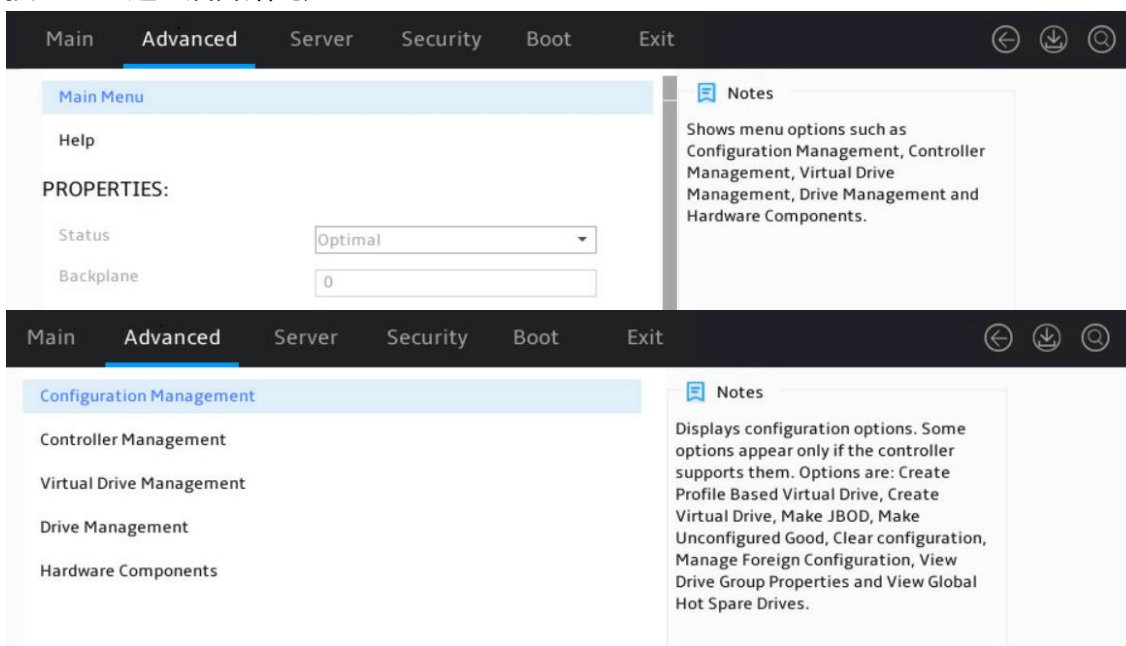 Main Advanced Server Security Boot Exit
Main Menu
Help
PROPERTIES:
Status Optimal
Backplane 0
Notes
Shows menu options such as
Configuration Management, Controller
Management, Virtual Drive
Management, Drive Management and
Hardware Components.
Main Advanced Server Security Boot Exit
Configuration Management
Controller Management
Virtual Drive Management
Drive Management
Hardware Components
Notes
Displays configuration options. Some
options appear only if the controller
supports them. Options are: Create
Profile Based Virtual Drive, Create
Virtual Drive, Make JBOD, Make
Unconfigured Good, Clear configuration,
Manage Foreign Configuration, View
Drive Group Properties and View Global
Hot Spare Drives.